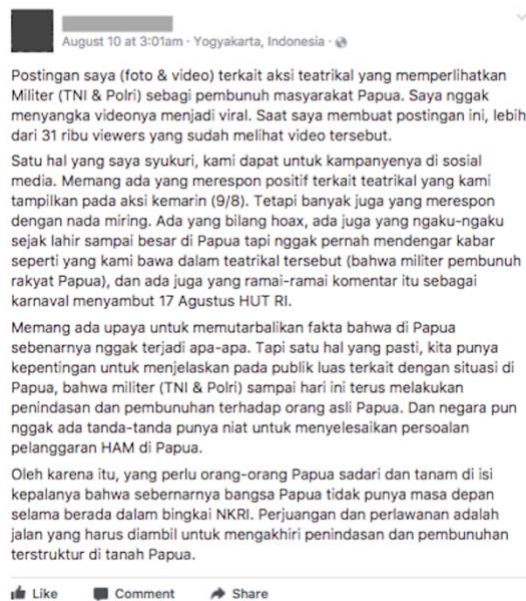 August 10 at 3:01am · Yogyakarta, Indonesia ·
Postingan saya (foto & video) terkait aksi teatrikal yang memperlihatkan
Militer (TNI & Polri) sebagi pembunuh masyarakat Papua. Saya nggak
menyangka videonya menjadi viral. Saat saya membuat postingan ini, lebih
dari 31 ribu viewers yang sudah melihat video tersebut.
Satu hal yang saya syukuri, kami dapat untuk kampanyenya di sosial
media. Memang ada yang merespon positif terkait teatrikal yang kami
tampilkan pada aksi kemarin (9/8). Tetapi banyak juga yang merespon
dengan nada miring. Ada yang bilang hoax, ada juga yang ngaku-ngaku
sejak lahir sampai besar di Papua tapi nggak pernah mendengar kabar
seperti yang kami bawa dalam teatrikal tersebut (bahwa militer pembunuh
rakyat Papua), dan ada juga yang ramai-ramai komentar itu sebagai
karnaval menyambut 17 Agustus HUT RI.
Memang ada upaya untuk memutarbalikan fakta bahwa di Papua
sebenarnya nggak terjadi apa-apa. Tapi satu hal yang pasti, kita punya
kepentingan untuk menjelaskan pada publik luas terkait dengan situasi di
Papua, bahwa militer (TNI & Polri) sampai hari ini terus melakukan
penindasan dan pembunuhan terhadap orang asli Papua. Dan negara pun
nggak ada tanda-tanda punya niat untuk menyelesaikan persoalan
pelanggaran HAM di Papua.
Oleh karena itu, yang perlu orang-orang Papua sadari dan tanam di isi
kepalanya bahwa sebernarnya bangsa Papua tidak punya masa depan
selama berada dalam bingkai NKRI. Perjuangan dan perlawanan adalah
jalan yang harus diambil untuk mengakhiri penindasan dan pembunuhan
terstruktur di tanah Papua.
Like Comment Share